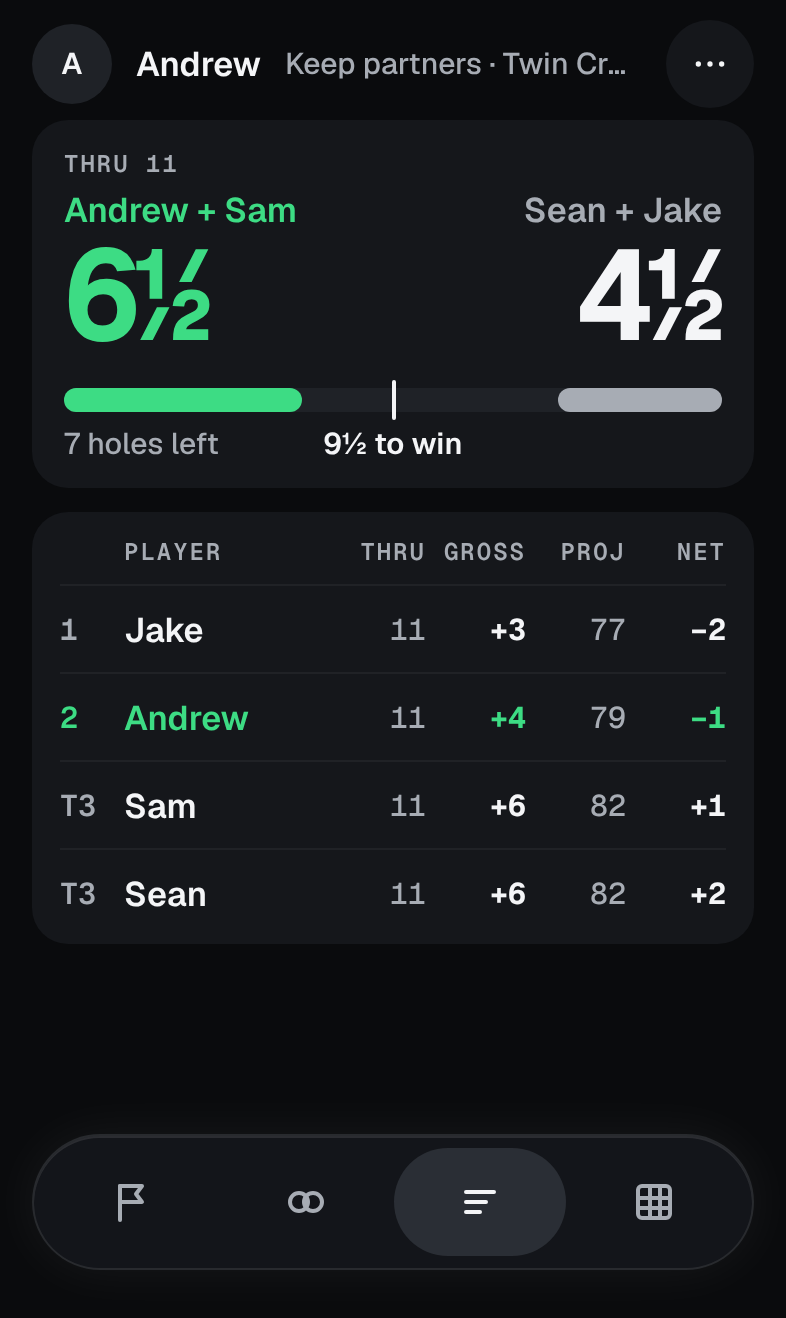 A Andrew Keep partners · Twin Cr…
THRU 11
Andrew + Sam Sean + Jake
6½ 4½
7 holes left 9½ to win
PLAYER THRU GROSS PROJ NET
1 Jake 11 +3 77 −2
2 Andrew 11 +4 79 −1
T3 Sam 11 +6 82 +1
T3 Sean 11 +6 82 +2